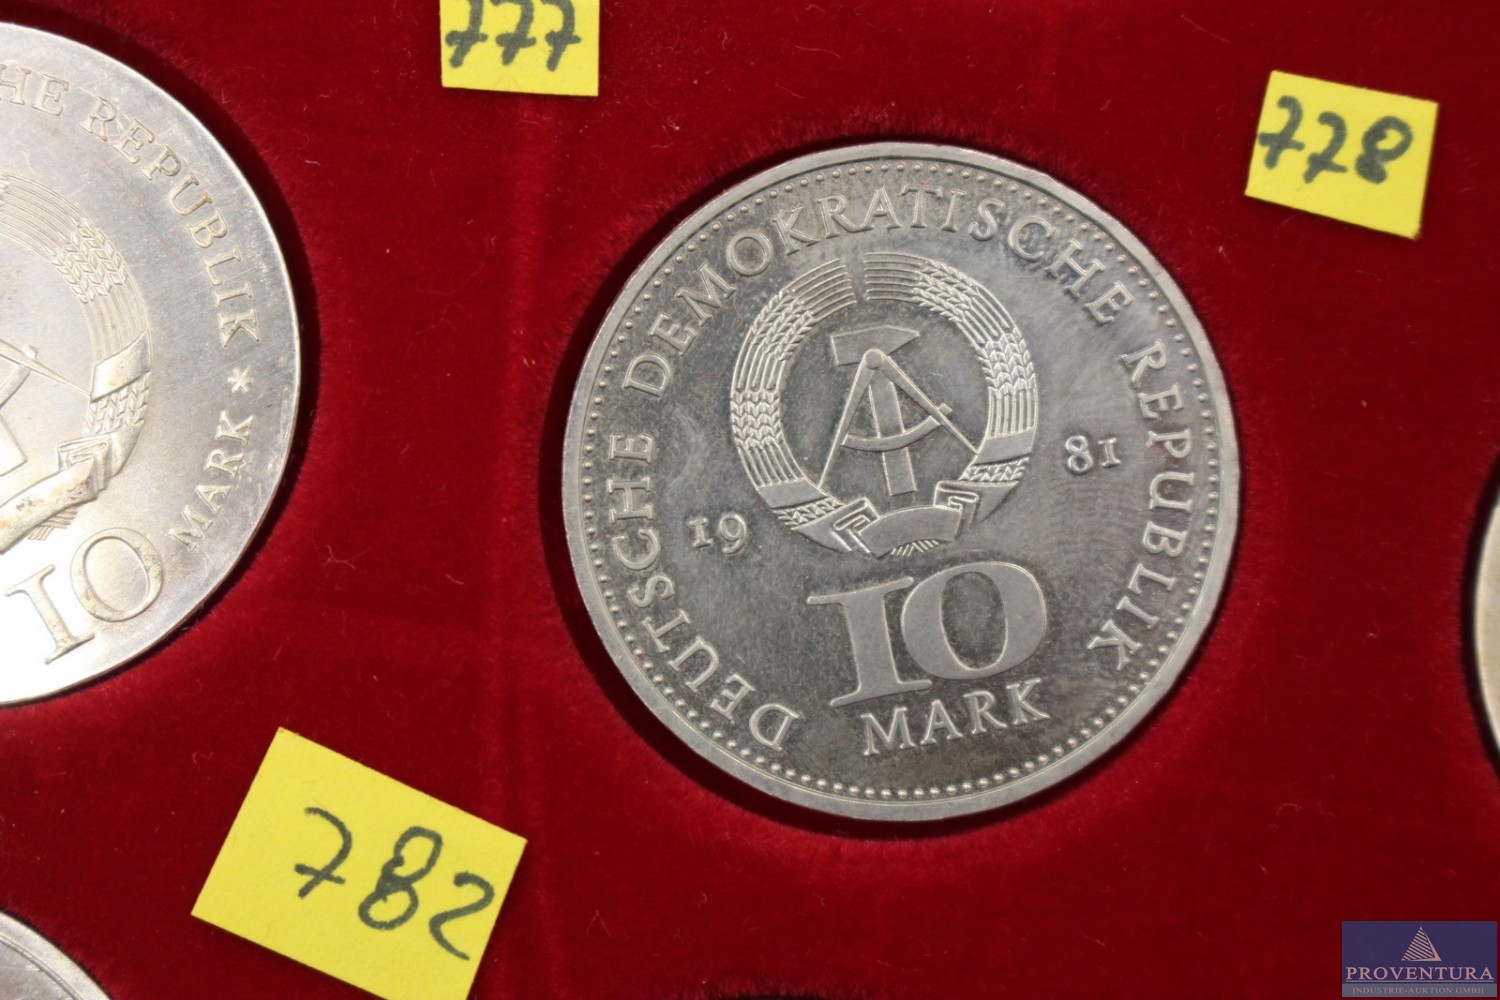 777
778
HE REPUBLIK * MARK
10
DEUTSCHE DEMOKRATISCHE REPUBLIK
19 81
10
MARK
782
PROVENTURA
INDUSTRIE-AUKTION GMBH